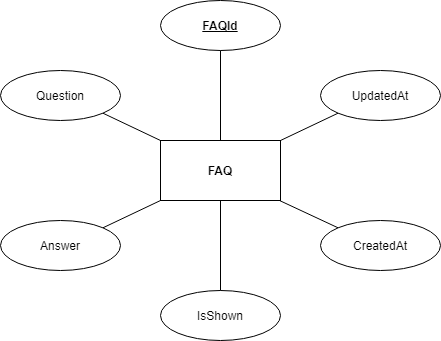 FAQId
Question
UpdatedAt
FAQ
Answer
CreatedAt
IsShown